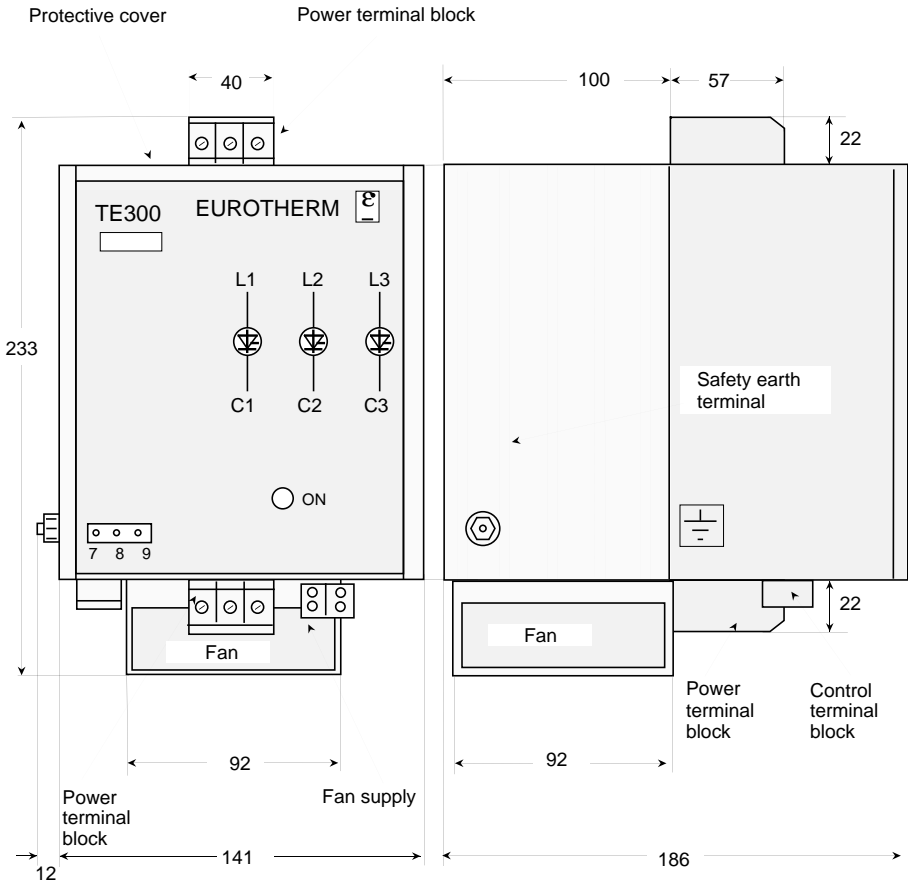 Protective cover
Power terminal block
40
100
57
22
TE300
EUROTHERM
ε
L1
L2
L3
233
C1
C2
C3
Safety earth
terminal
ON
7
8
9
22
Fan
Fan
Power
terminal
block
Control
terminal
block
92
92
Power
terminal
block
Fan supply
141
186
12